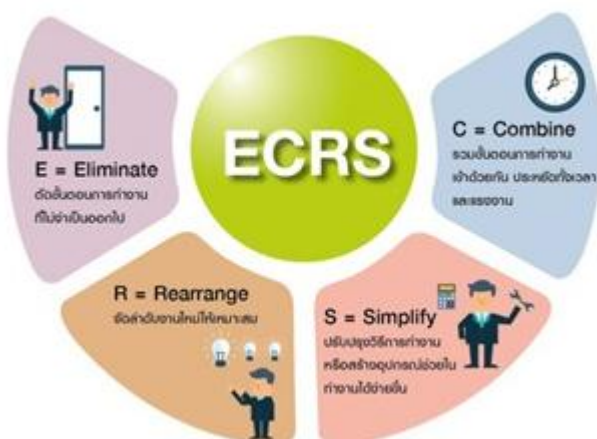 ECRS
E = Eliminate
ตัดขั้นตอนการทำงาน
ที่ไม่จำเป็นออกไป
C = Combine
รวมขั้นตอนการทำงาน
เข้าด้วยกัน ประหยัดทั้งเวลา
และแรงงาน
R = Rearrange
จัดลำดับงานใหม่ให้เหมาะสม
S = Simplify
ปรับปรุงวิธีการทำงาน
หรือสร้างอุปกรณ์ช่วยใน
ทำงานได้ง่ายขึ้น